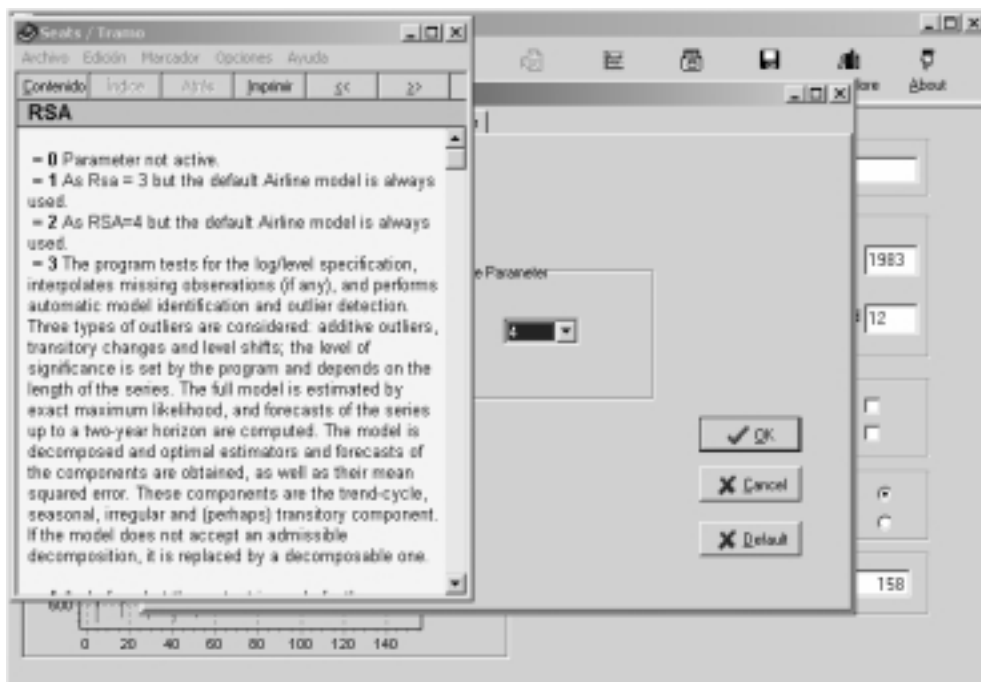 Seats / Tramo
Archivo Edición Marcador Opciones Ayuda
Contenido Índice Atrás Imprimir << >>
RSA
= 0 Parameter not active.
= 1 As Rsa = 3 but the default Airline model is always
used.
= 2 As RSA=4 but the default Airline model is always
used.
= 3 The program tests for the log/level specification,
interpolates missing observations (if any), and performs
automatic model identification and outlier detection.
Three types of outliers are considered: additive outliers,
transitory changes and level shifts; the level of
significance is set by the program and depends on the
length of the series. The full model is estimated by
exact maximum likelihood, and forecasts of the series
up to a two-year horizon are computed. The model is
decomposed and optimal estimators and forecasts of
the components are obtained, as well as their mean
squared error. These components are the trend-cycle,
seasonal, irregular and (perhaps) transitory component.
If the model does not accept an admissible
decomposition, it is replaced by a decomposable one.
About
Parameter
4
OK
Cancel
Default
1983
12
158
600
0 20 40 60 80 100 120 140